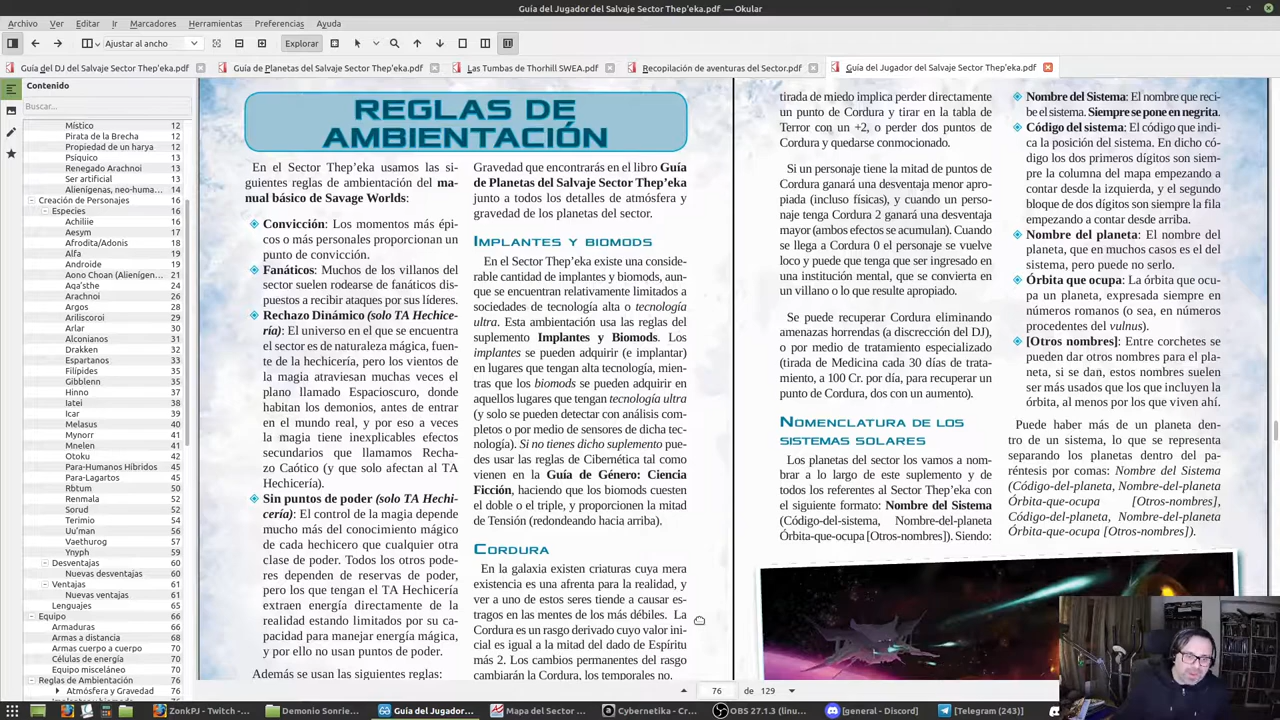 Guía del Jugador del Salvaje Sector Thep'eka.pdf — Okular
Archivo Ver Editar Ir Marcadores Herramientas Preferencias Ayuda
Ajustar al ancho
Explorar
Guía del DJ del Salvaje Sector Thep'eka.pdf
Guía de Planetas del Salvaje Sector Thep'eka.pdf
Las Tumbas de Thorhill SWEA.pdf
Recopilación de aventuras del Sector.pdf
Guía del Jugador del Salvaje Sector Thep'eka.pdf
Contenido
Buscar...
Místico 12
Pirata de la Brecha 12
Propiedad de un harya 12
Psíquico 13
Renegado Arachnoi 13
Ser artificial 13
Alienígenas, neo-huma... 14
Creación de Personajes 16
Especies 16
Achiliie 16
Aesym 17
Afrodita/Adonis 18
Alfa 19
Androide 19
Aono Choan (Alienígen... 21
Aqa'sthe 24
Arachnoi 26
Argos 28
Ariliscoroi 29
Arlar 30
Alconianos 31
Drakken 32
Espartanos 33
Filípides 35
Gibblenn 35
Hinno 37
Iatei 38
Icar 39
Melasus 40
Mynorr 41
Mnelen 42
Otoku 42
Para-Humanos Híbridos 45
Para-Lagartos 45
Rbtum 50
Renmala 52
Sorud 52
Terimio 54
Uu'man 56
Vaethurog 57
Ynyph 59
Desventajas 60
Nuevas desventajas 60
Ventajas 61
Nuevas ventajas 61
Lenguajes 65
Equipo 66
Armaduras 66
Armas a distancia 68
Armas cuerpo a cuerpo 70
Células de energía 70
Equipo misceláneo 70
Reglas de Ambientación 76
Atmósfera y Gravedad 76
REGLAS DE
AMBIENTACIÓN
En el Sector Thep'eka usamos las si-
guientes reglas de ambientación del ma-
nual básico de Savage Worlds:
Convicción: Los momentos más épi-
cos o más personales proporcionan un
punto de convicción.
Fanáticos: Muchos de los villanos del
sector suelen rodearse de fanáticos dis-
puestos a recibir ataques por sus líderes.
Rechazo Dinámico (solo TA Hechice-
ría): El universo en el que se encuentra
el sector es de naturaleza mágica, fuen-
te de la hechicería, pero los vientos de
la magia atraviesan muchas veces el
plano llamado Espacioscuro, donde
habitan los demonios, antes de entrar
en el mundo real, y por eso a veces
la magia tiene inexplicables efectos
secundarios que llamamos Recha-
zo Caótico (y que solo afectan al TA
Hechicería).
Sin puntos de poder (solo TA Hechi-
cería): El control de la magia depende
mucho más del conocimiento mágico
de cada hechicero que cualquier otra
clase de poder. Todos los otros pode-
res dependen de reservas de poder,
pero los que tengan el TA Hechicería
extraen energía directamente de la
realidad estando limitados por su ca-
pacidad para manejar energía mágica,
y por ello no usan puntos de poder.
Además se usan las siguientes reglas:
Gravedad que encontrarás en el libro Guía
de Planetas del Salvaje Sector Thep'eka
junto a todos los detalles de atmósfera y
gravedad de los planetas del sector.
IMPLANTES Y BIOMODS
En el Sector Thep'eka existe una conside-
rable cantidad de implantes y biomods, aun-
que se encuentran relativamente limitados a
sociedades de tecnología alta o tecnología
ultra. Esta ambientación usa las reglas del
suplemento Implantes y Biomods. Los
implantes se pueden adquirir (e implantar)
en lugares que tengan alta tecnología, mien-
tras que los biomods se pueden adquirir en
aquellos lugares que tengan tecnología ultra
(y solo se pueden detectar con análisis com-
pletos o por medio de sensores de dicha tec-
nología). Si no tienes dicho suplemento pue-
des usar las reglas de Cibernética tal como
vienen en la Guía de Género: Ciencia
Ficción, haciendo que los biomods cuesten
el doble o el triple, y proporcionen la mitad
de Tensión (redondeando hacia arriba).
CORDURA
En la galaxia existen criaturas cuya mera
existencia es una afrenta para la realidad, y
ver a uno de estos seres tiende a causar es-
tragos en las mentes de los más débiles. La
Cordura es un rasgo derivado cuyo valor ini-
cial es igual a la mitad del dado de Espíritu
más 2. Los cambios permanentes del rasgo
cambiarán la Cordura, los temporales no.
tirada de miedo implica perder directamente
un punto de Cordura y tirar en la tabla de
Terror con un +2, o perder dos puntos de
Cordura y quedarse conmocionado.
Si un personaje tiene la mitad de puntos de
Cordura ganará una desventaja menor apro-
piada (incluso físicas), y cuando un perso-
naje tenga Cordura 2 ganará una desventaja
mayor (ambos efectos se acumulan). Cuando
se llega a Cordura 0 el personaje se vuelve
loco y puede que tenga que ser ingresado en
una institución mental, que se convierta en
un villano o lo que resulte apropiado.
Se puede recuperar Cordura eliminando
amenazas horrendas (a discreción del DJ),
o por medio de tratamiento especializado
(tirada de Medicina cada 30 días de trata-
miento, a 100 Cr. por día, para recuperar un
punto de Cordura, dos con un aumento).
NOMENCLATURA DE LOS
SISTEMAS SOLARES
Los planetas del sector los vamos a nom-
brar a lo largo de este suplemento y de
todos los referentes al Sector Thep'eka con
el siguiente formato: Nombre del Sistema
(Código-del-sistema, Nombre-del-planeta
Órbita-que-ocupa [Otros-nombres]). Siendo:
Nombre del Sistema: El nombre que reci-
be el sistema. Siempre se pone en negrita.
Código del sistema: El código que indi-
ca la posición del sistema. En dicho có-
digo los dos primeros dígitos son siem-
pre la columna del mapa empezando a
contar desde la izquierda, y el segundo
bloque de dos dígitos son siempre la fila
empezando a contar desde arriba.
Nombre del planeta: El nombre del
planeta, que en muchos casos es el del
sistema, pero puede no serlo.
Órbita que ocupa: La órbita que ocu-
pa un planeta, expresada siempre en
números romanos (o sea, en números
procedentes del vulnus).
[Otros nombres]: Entre corchetes se
pueden dar otros nombres para el pla-
neta, si se dan, estos nombres suelen
ser más usados que los que incluyen la
órbita, al menos por los que viven ahí.
Puede haber más de un planeta den-
tro de un sistema, lo que se representa
separando los planetas dentro del pa-
réntesis por comas: Nombre del Sistema
(Código-del-planeta, Nombre-del-planeta
Órbita-que-ocupa [Otros-nombres],
Código-del-planeta, Nombre-del-planeta
Órbita-que-ocupa [Otros-nombres]).
76 de 129
ZonkPJ - Twitch -...
Demonio Sonrie...
Guía del Jugador...
Mapa del Sector ...
Cybernetika - Cr...
OBS 27.1.3 (linu...
[general - Discord]
[Telegram (243)]